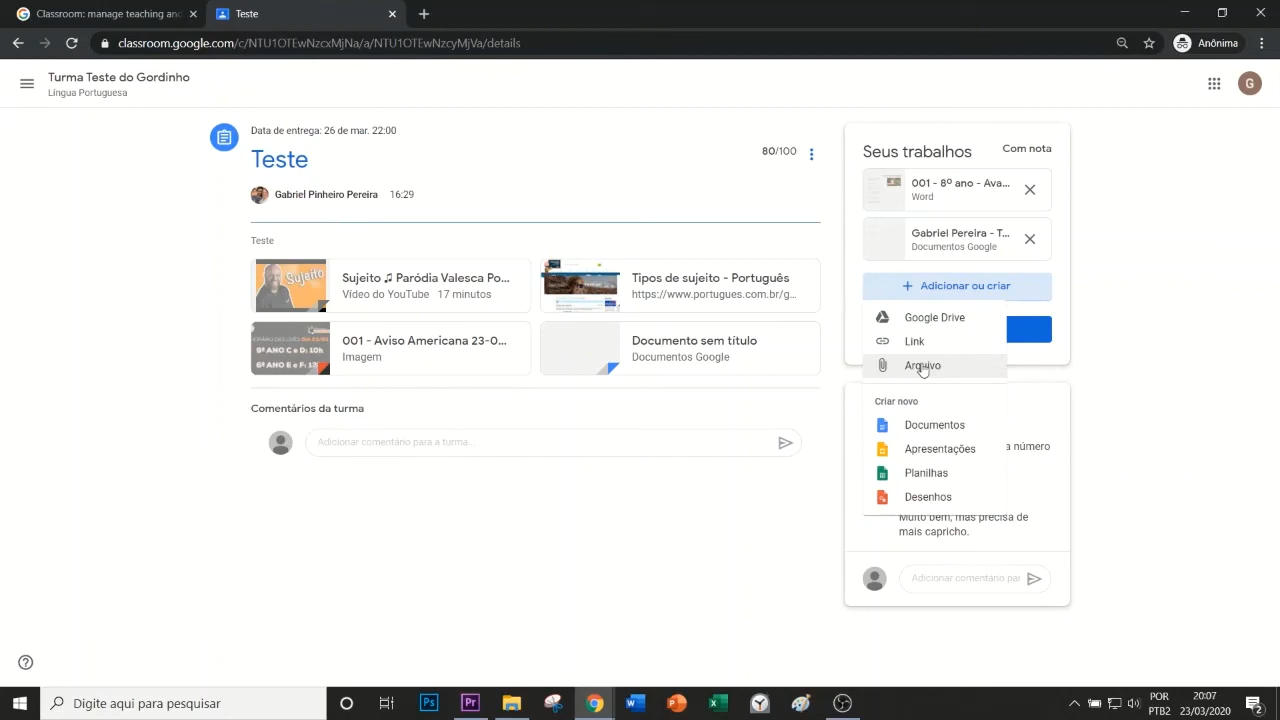 Classroom: manage teaching and
Teste
classroom.google.com/c/NTU1OTEwNzcxMjNa/a/NTU1OTEwNzcyMjVa/details
Anônima
Turma Teste do Gordinho
Língua Portuguesa
G
Data de entrega: 26 de mar. 22:00
Teste
80/100
Gabriel Pinheiro Pereira 16:29
Teste
Sujeito
Sujeito ♫ Paródia Valesca Po...
Vídeo do YouTube 17 minutos
Tipos de sujeito - Português
https://www.portugues.com.br/g...
9º ANO C e D: 10h
001 - Aviso Americana 23-0...
Imagem
Documento sem título
Documentos Google
Comentários da turma
Adicionar comentário para a turma...
Seus trabalhos
Com nota
001 - 8º ano - Ava...
Word
Gabriel Pereira - T...
Documentos Google
+ Adicionar ou criar
Google Drive
Link
Arquivo
Criar novo
Documentos
Apresentações
Planilhas
Desenhos
a número
Muito bem, mas precisa de
mais capricho.
Adicionar comentário par
Digite aqui para pesquisar
POR
PTB2
20:07
23/03/2020
2